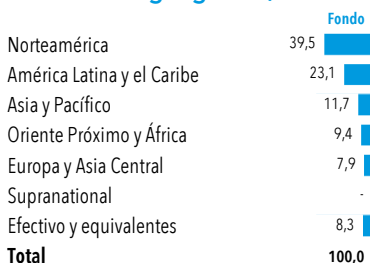 Fondo
Norteamérica 39,5
América Latina y el Caribe 23,1
Asia y Pacífico 11,7
Oriente Próximo y África 9,4
Europa y Asia Central 7,9
Supranational -
Efectivo y equivalentes 8,3
Total 100,0